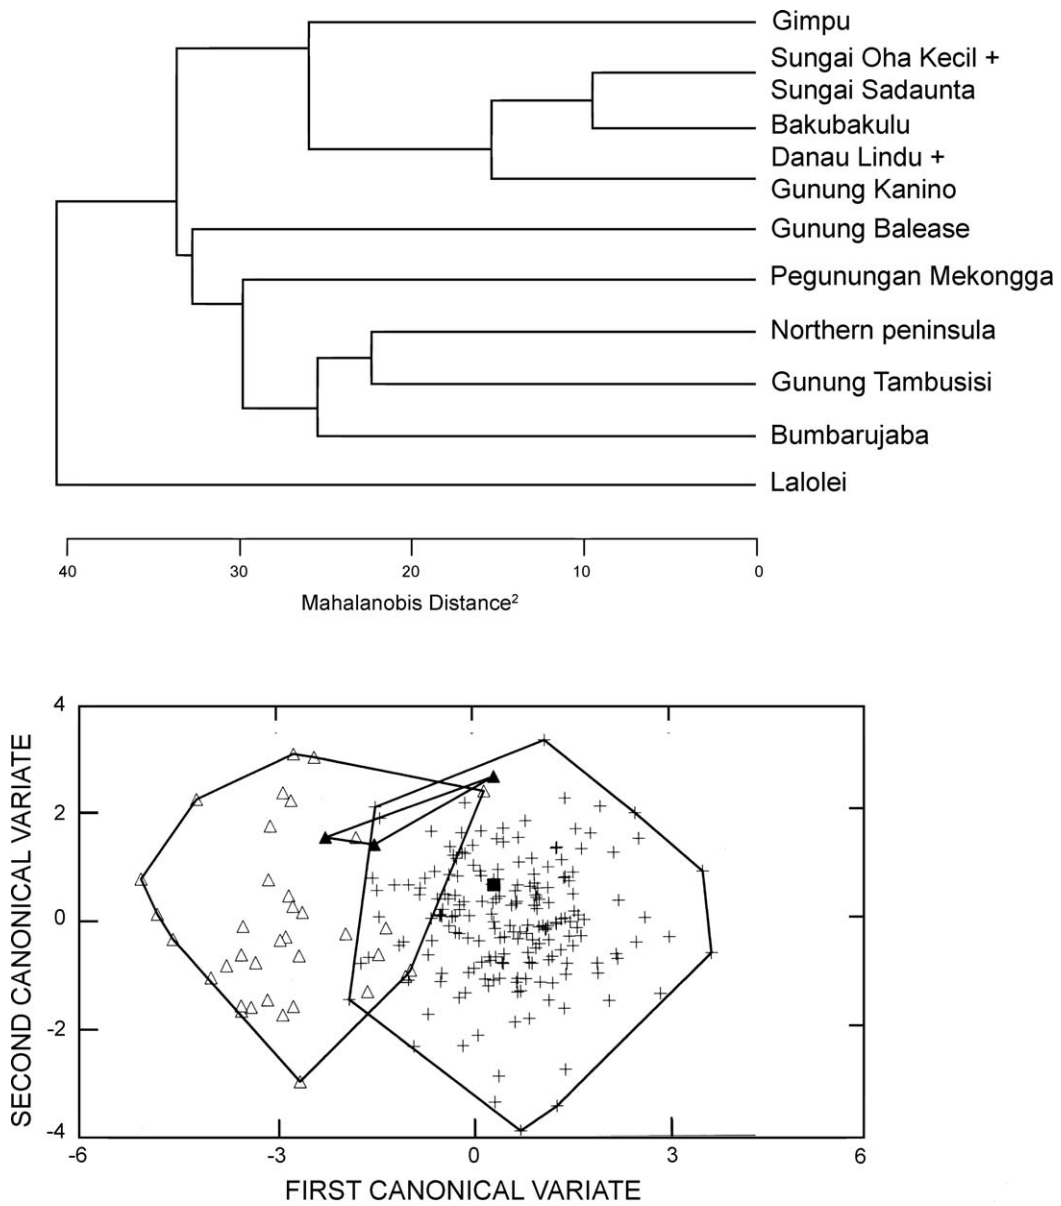 Gimpu
Sungai Oha Kecil +
Sungai Sadaunta
Bakubakulu
Danau Lindu +
Gunung Kanino
Gunung Balease
Pegunungan Mekongga
Northern peninsula
Gunung Tambusisi
Bumbarujaba
Lalolei
40 30 20 10 0
Mahalanobis Distance²
4
2
0
-2
-4
SECOND CANONICAL VARIATE
-6 -3 0 3 6
FIRST CANONICAL VARIATE